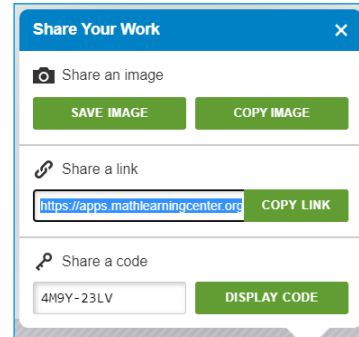 Share Your Work
Share an image
SAVE IMAGE COPY IMAGE
Share a link
https://apps.mathlearningcenter.org COPY LINK
Share a code
4M9Y-23LV DISPLAY CODE